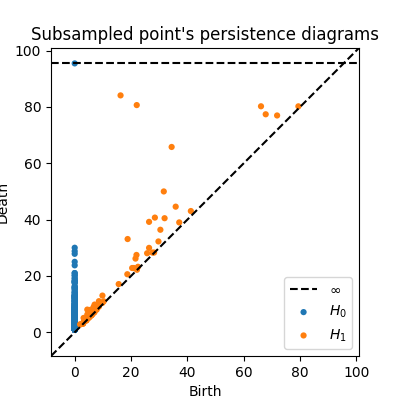 Subsampled point's persistence diagrams
100
80
60
40
20
0
Death
∞
H₀
H₁
0 20 40 60 80 100
Birth